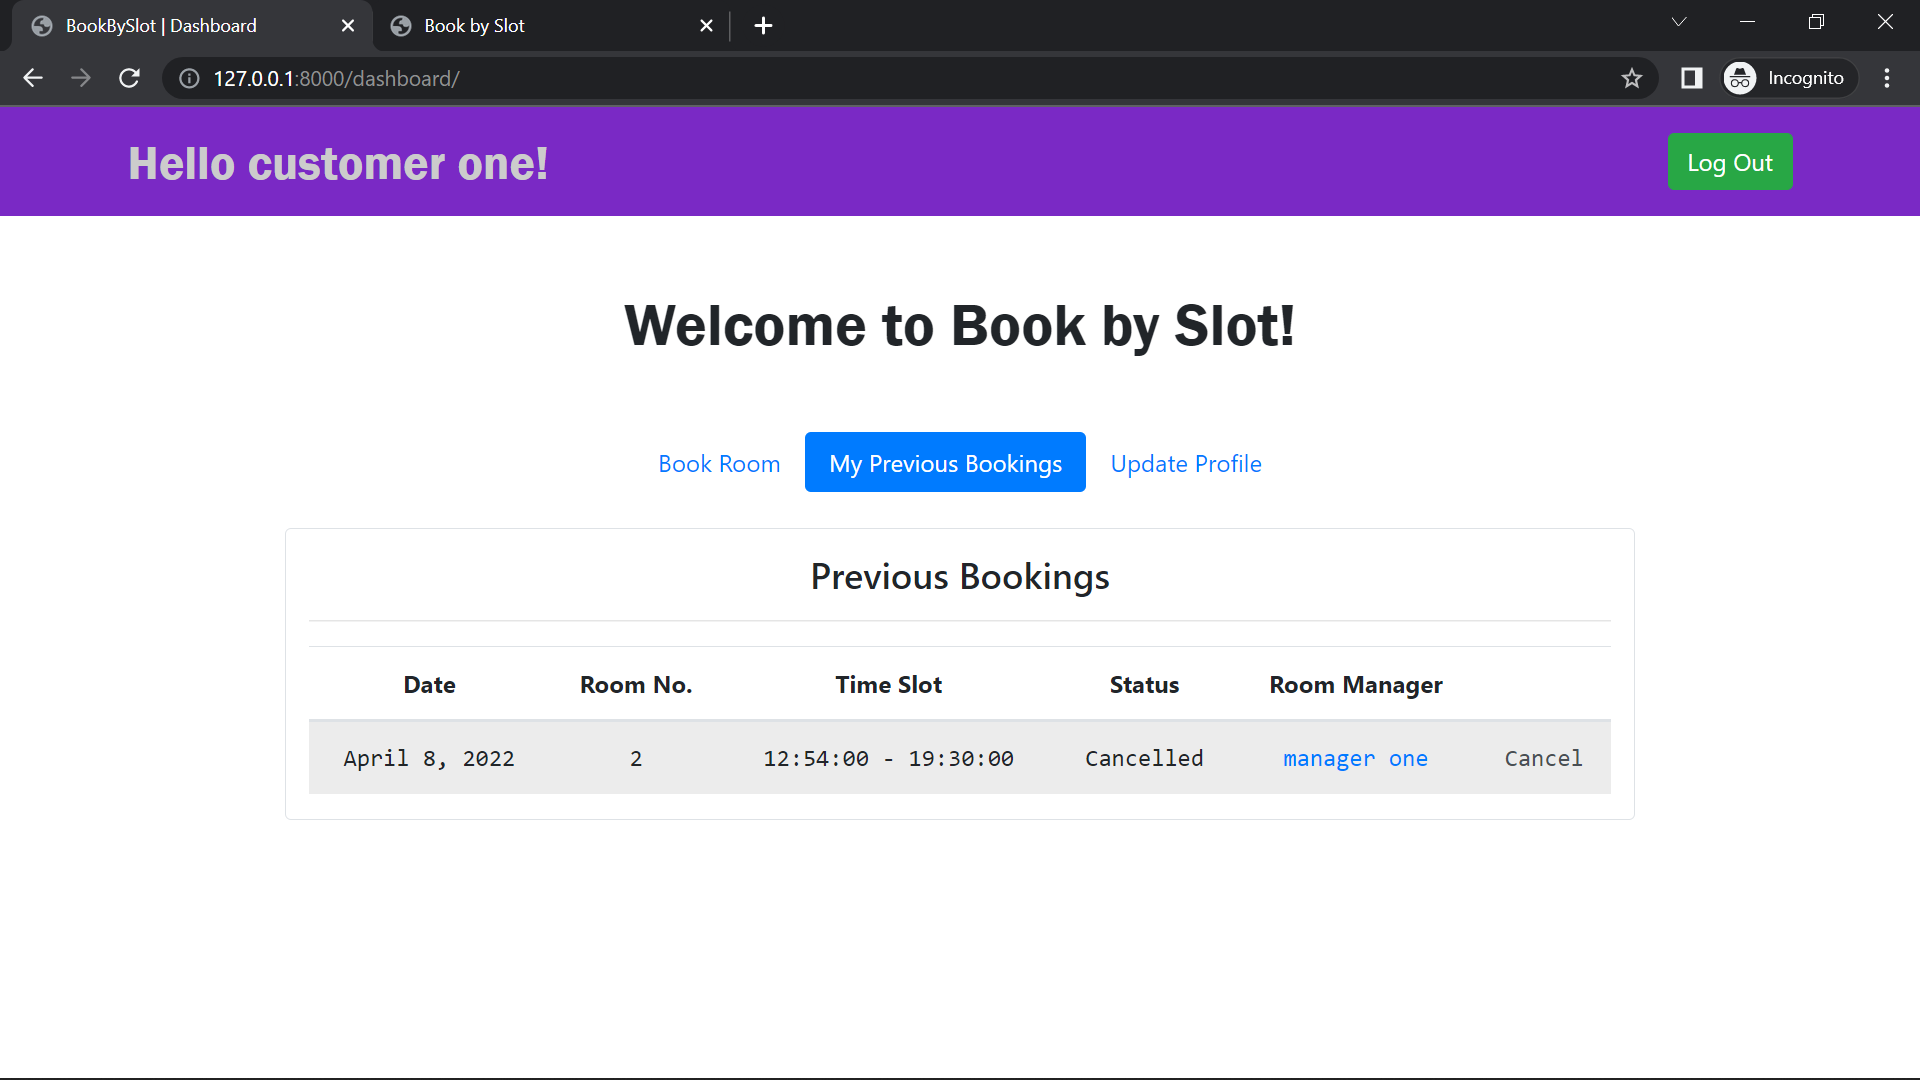 BookBySlot | Dashboard
Book by Slot
127.0.0.1:8000/dashboard/
Incognito
Hello customer one!
Log Out
Welcome to Book by Slot!
Book Room
My Previous Bookings
Update Profile
Previous Bookings
Date Room No. Time Slot Status Room Manager
April 8, 2022 2 12:54:00 - 19:30:00 Cancelled manager one Cancel